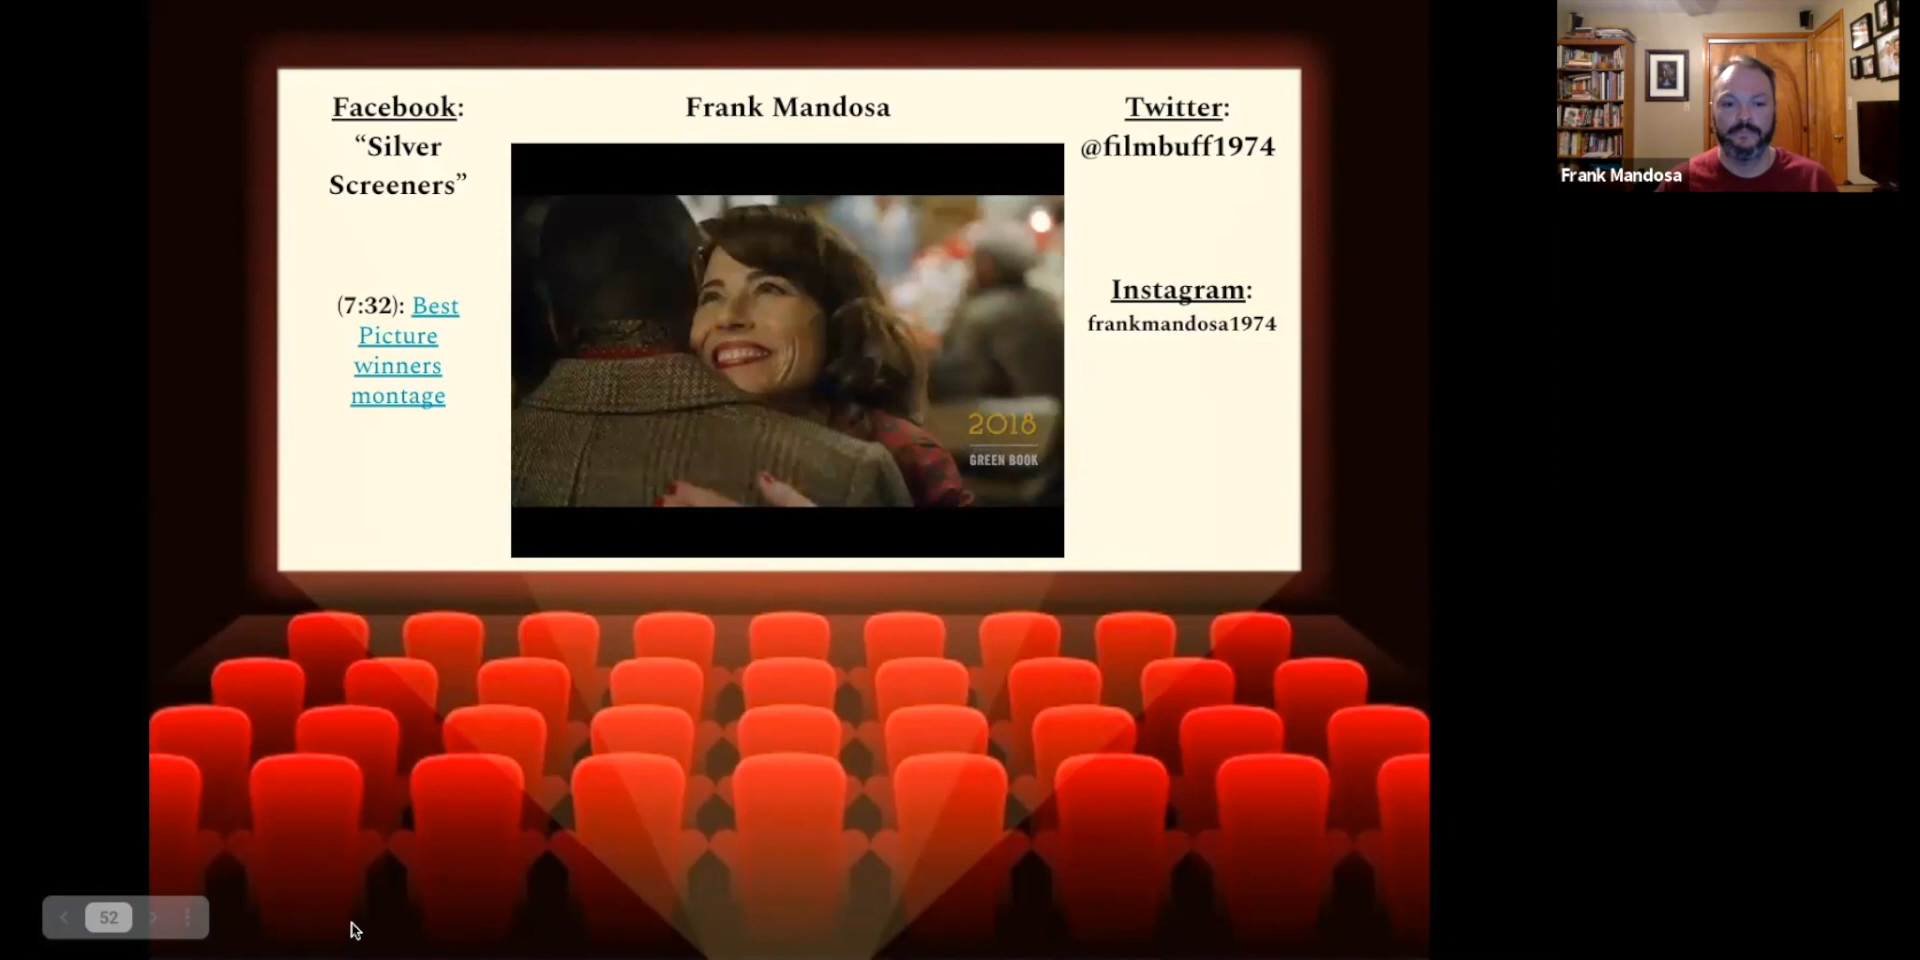 Facebook:
“Silver
Screeners”
(7:32): Best
Picture
winners
montage
Frank Mandosa
2018
GREEN BOOK
Twitter:
@filmbuff1974
Instagram:
frankmandosa1974
Frank Mandosa
52